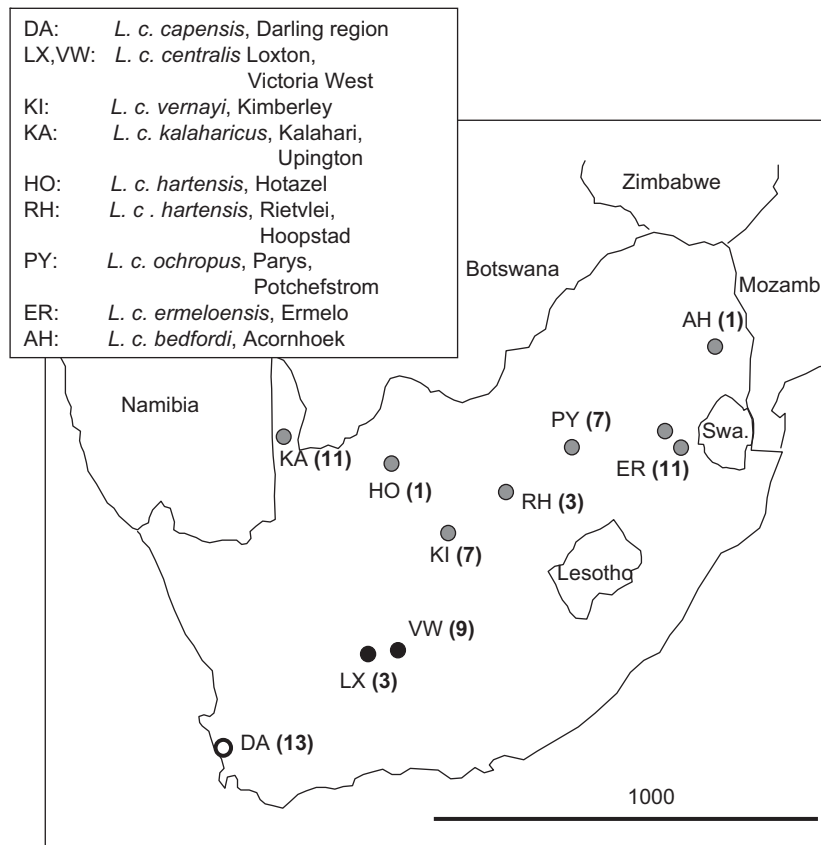 DA: L. c. capensis, Darling region
LX,VW: L. c. centralis Loxton,
Victoria West
KI: L. c. vernayi, Kimberley
KA: L. c. kalaharicus, Kalahari,
Upington
HO: L. c. hartensis, Hotazel
RH: L. c . hartensis, Rietvlei,
Hoopstad
PY: L. c. ochropus, Parys,
Potchefstrom
ER: L. c. ermeloensis, Ermelo
AH: L. c. bedfordi, Acornhoek
Zimbabwe
Botswana
Mozamb
AH (1)
Namibia
PY (7)
Swa.
KA (11)
ER (11)
HO (1)
RH (3)
KI (7)
Lesotho
VW (9)
LX (3)
DA (13)
1000